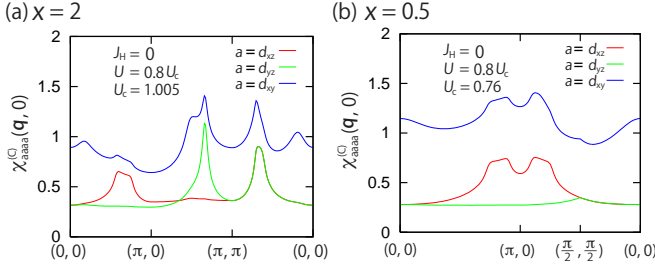 (a) x = 2
J_H = 0
U = 0.8U_c
U_c = 1.005
a = d_xz
a = d_yz
a = d_xy
χ^(C)_aaaa(q, 0)
2
1.5
1
0.5
0
(0, 0) (π, 0) (π, π) (0, 0)
(b) x = 0.5
J_H = 0
U = 0.8U_c
U_c = 0.76
a = d_xz
a = d_yz
a = d_xy
χ^(C)_aaaa(q, 0)
2
1.5
1
0.5
0
(0, 0) (π, 0) (π/2, π/2) (0, 0)